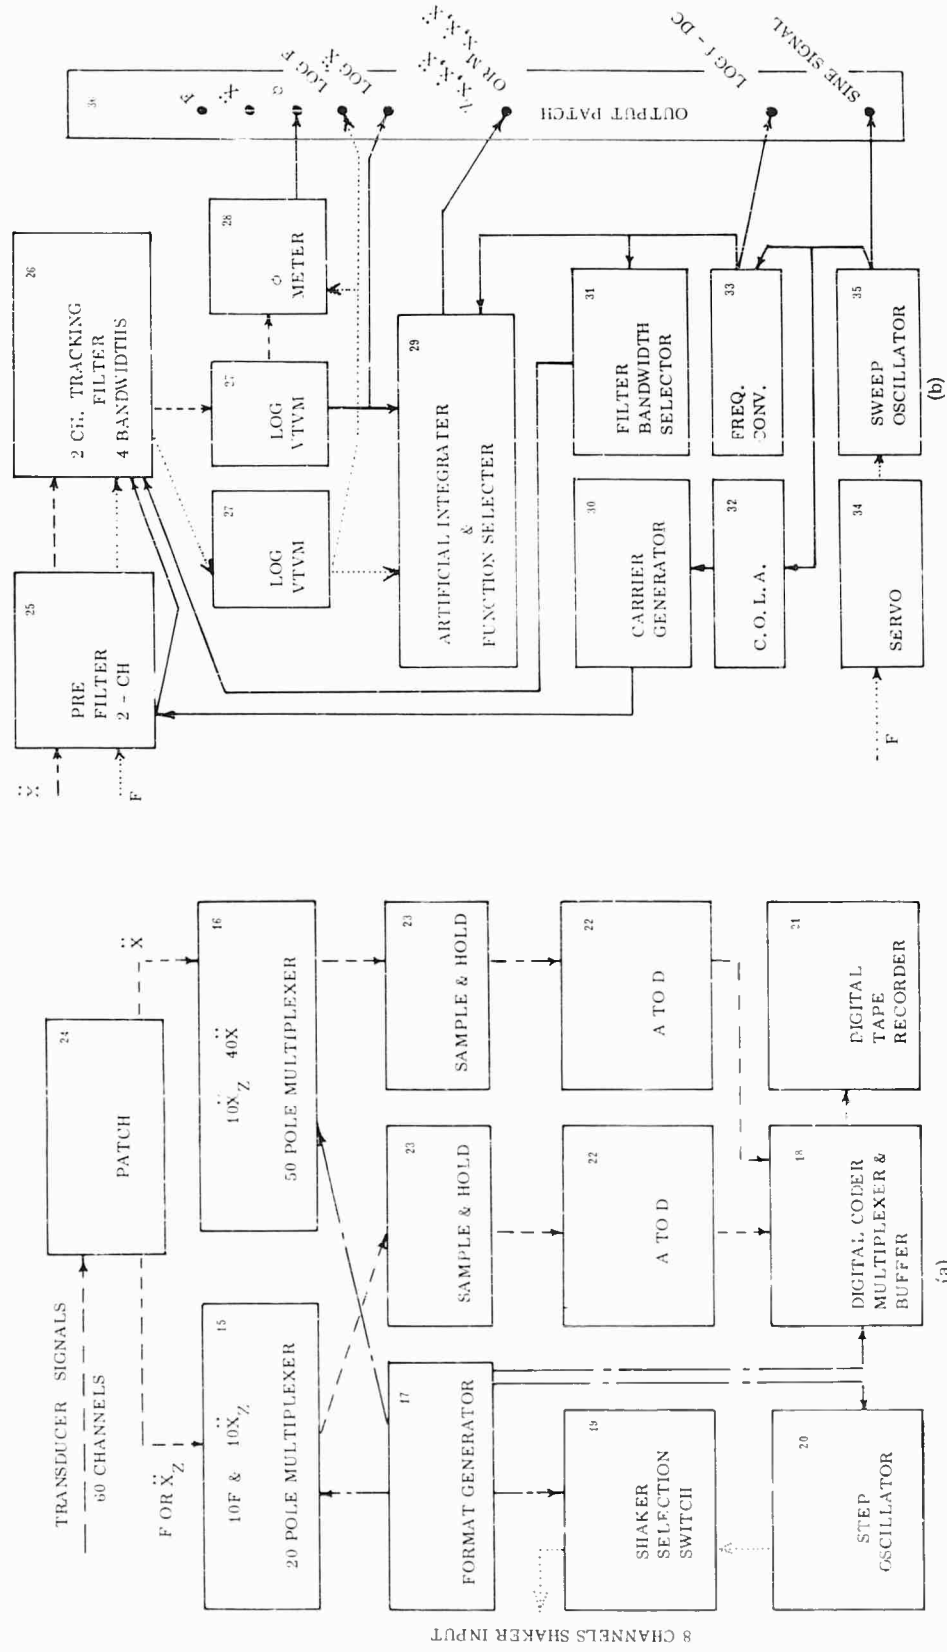 TRANSDUCER SIGNALS
60 CHANNELS
24
PATCH
F OR ẌZ
Ẍ
15
10F & 10ẌZ
20 POLE MULTIPLEXER
16
10ẌZ 40Ẍ
50 POLE MULTIPLEXER
17
FORMAT GENERATOR
23
SAMPLE & HOLD
23
SAMPLE & HOLD
19
SHAKER
SELECTION
SWITCH
22
A TO D
22
A TO D
20
STEP
OSCILLATOR
18
DIGITAL CODER
MULTIPLEXER &
BUFFER
21
DIGITAL
TAPE
RECORDER
8 CHANNELS SHAKER INPUT
(a)
Ẍ
F
25
PRE
FILTER
2 - CH
26
2 CH. TRACKING
FILTER
4 BANDWIDTHS
27
LOG
VTVM
27
LOG
VTVM
28
Φ
METER
29
ARTIFICIAL INTEGRATER
&
FUNCTION SELECTER
30
CARRIER
GENERATOR
31
FILTER
BANDWIDTH
SELECTOR
32
C.O.L.A.
33
FREQ.
CONV.
F
34
SERVO
35
SWEEP
OSCILLATOR
OUTPUT PATCH
F
Ẍ
LOG F
LOG Ẍ
OR M
LOG f - DC
SINE SIGNAL
(b)